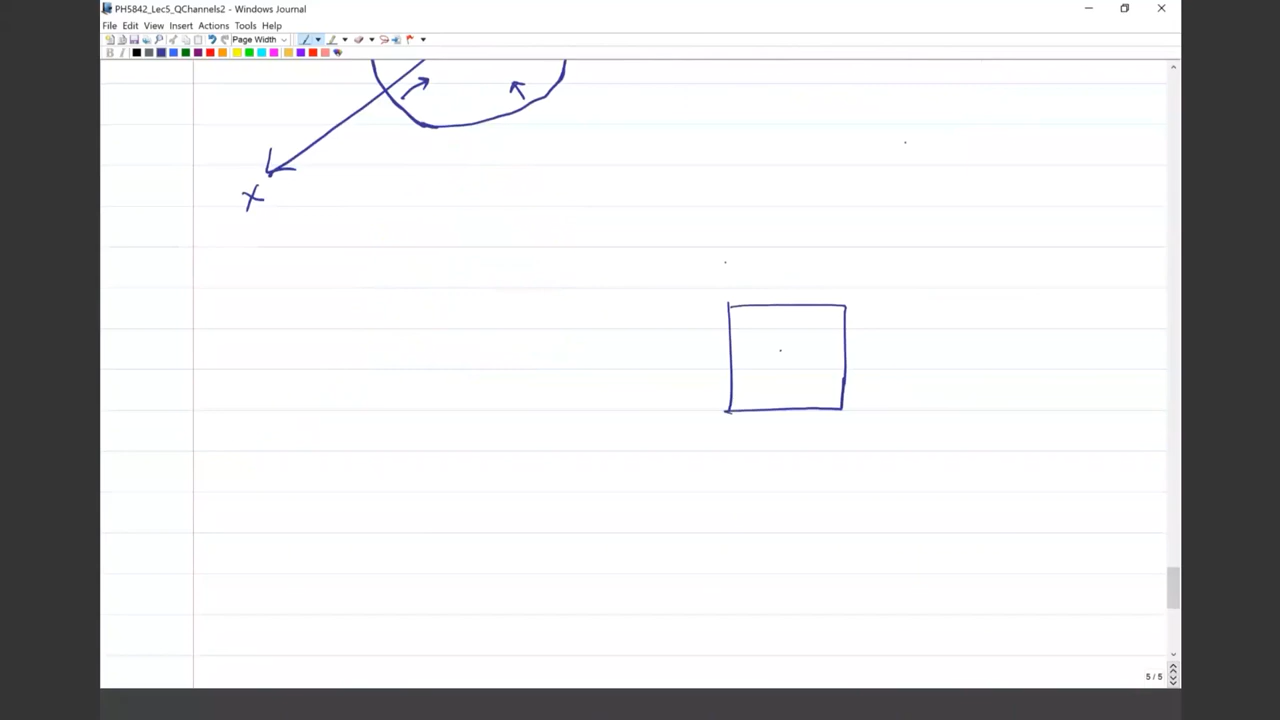 PH5842_Lec5_QChannels2 - Windows Journal
File Edit View Insert Actions Tools Help
Page Width
B I
X
5 / 5